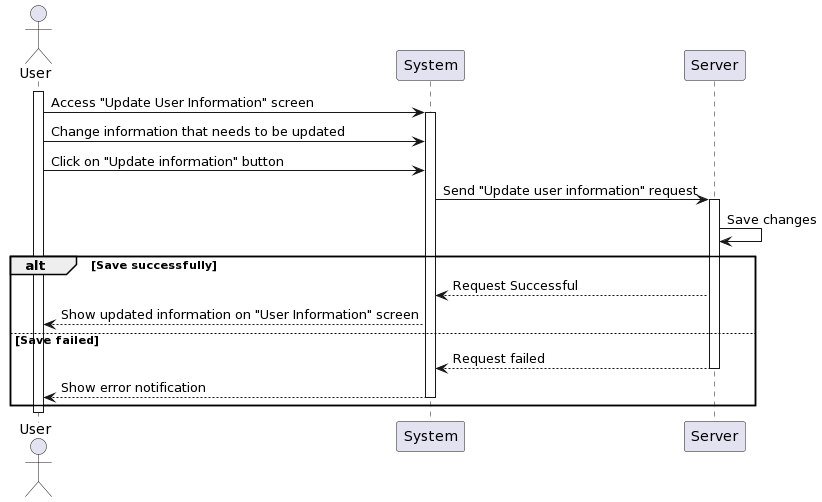 User
System
Server
Access "Update User Information" screen
Change information that needs to be updated
Click on "Update information" button
Send "Update user information" request
Save changes
alt
[Save successfully]
Request Successful
Show updated information on "User Information" screen
[Save failed]
Request failed
Show error notification
User
System
Server